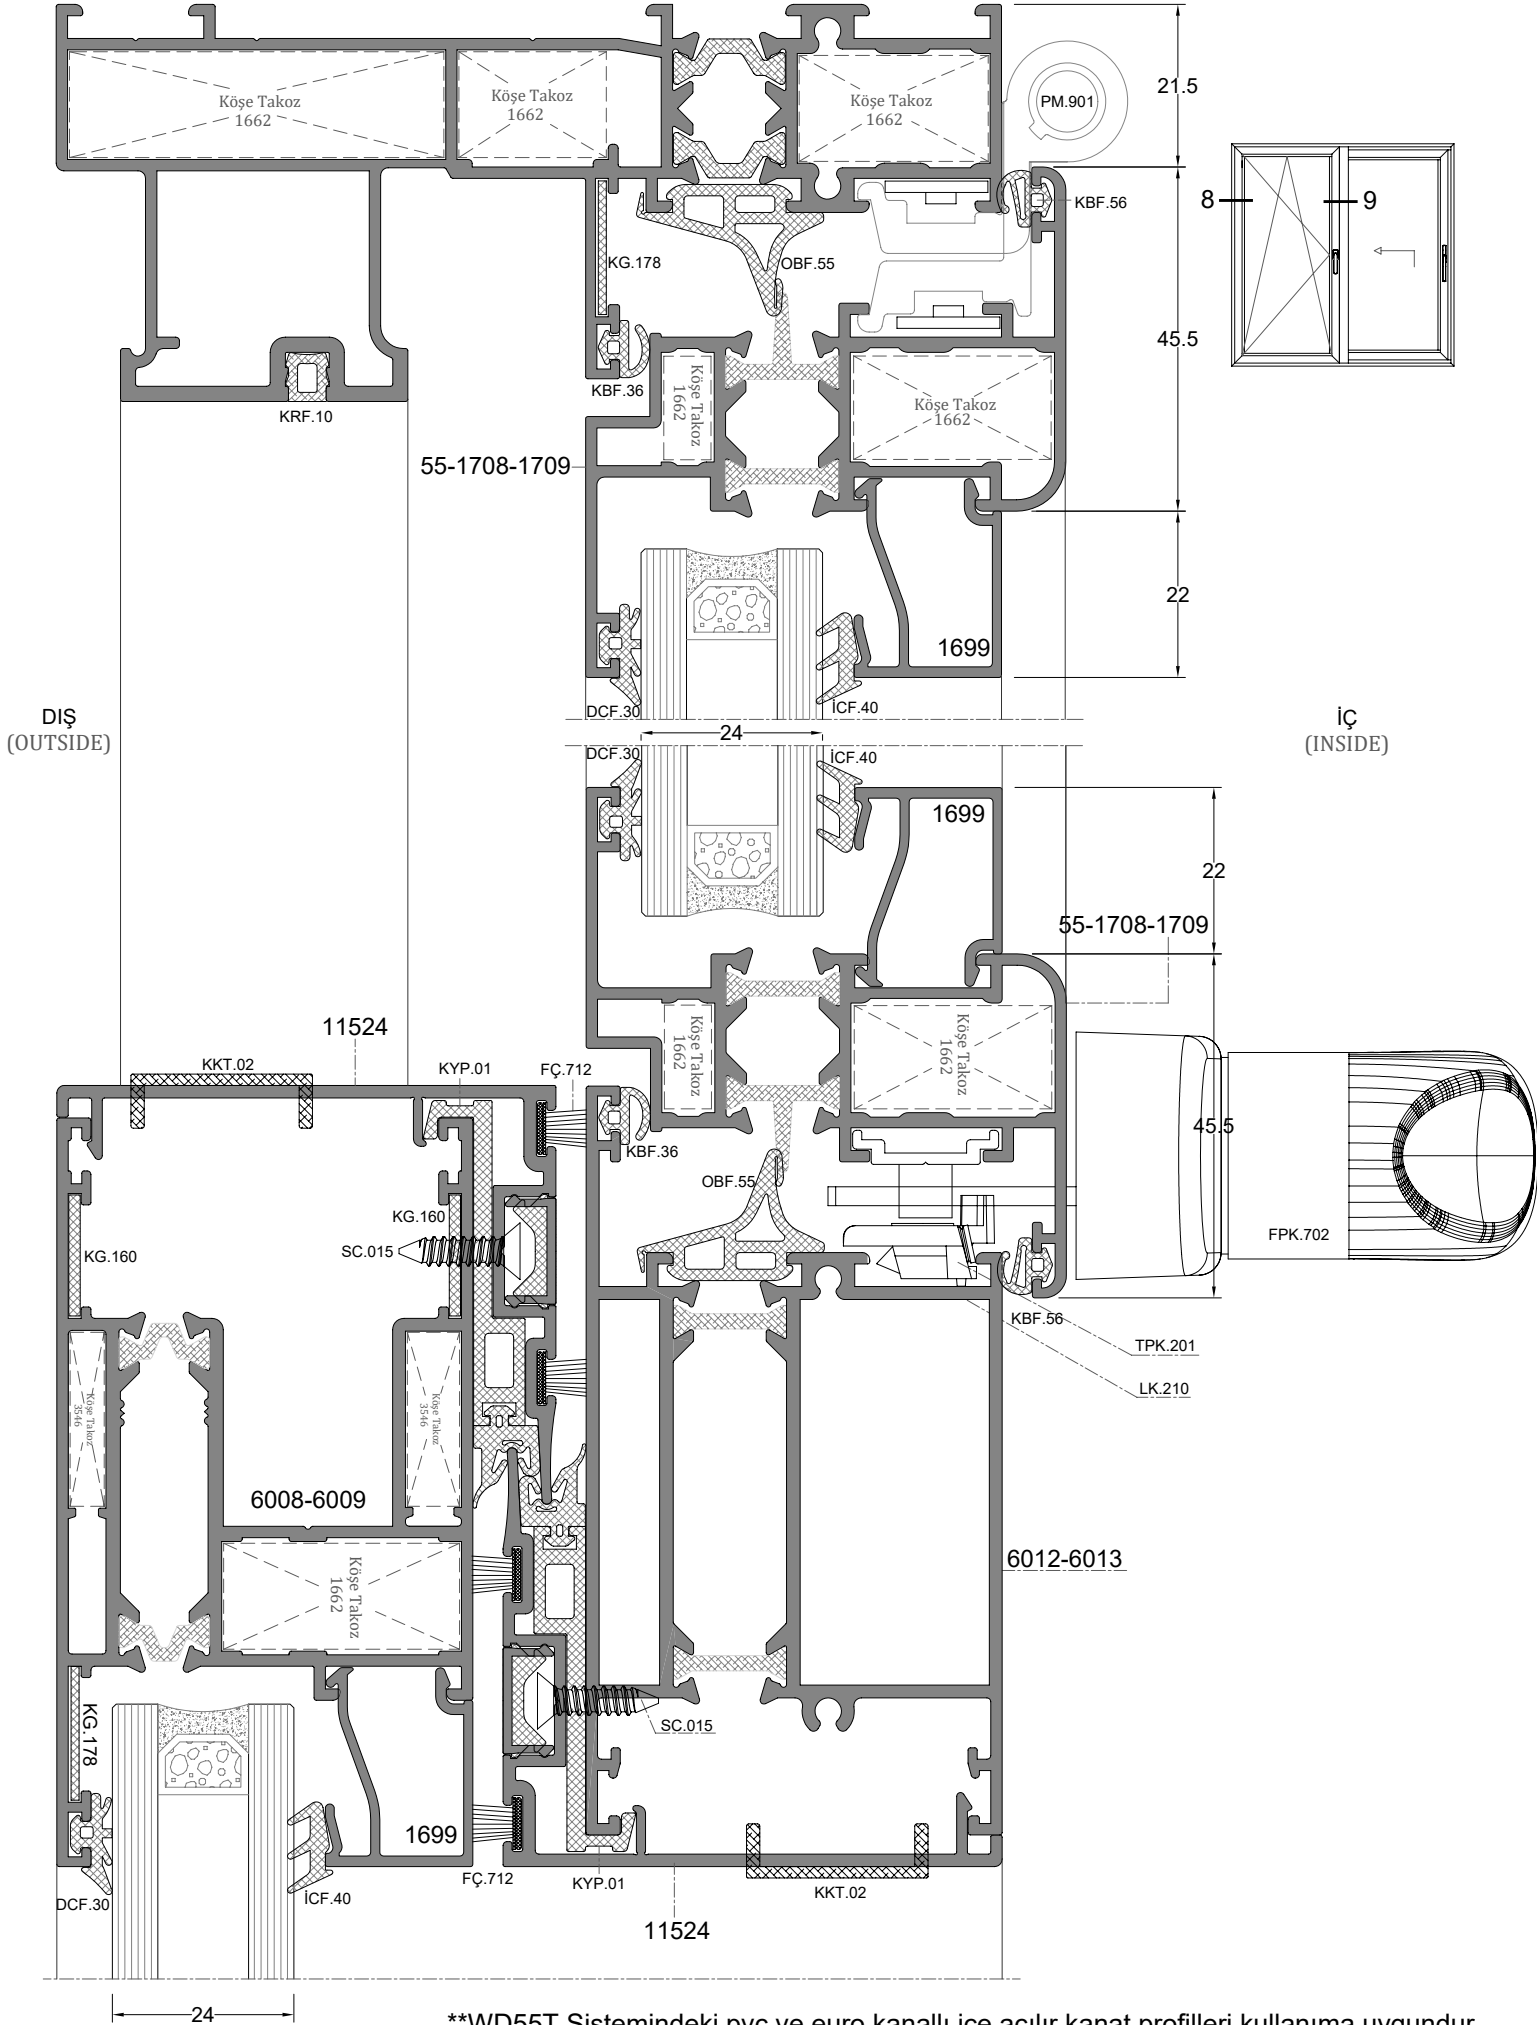 Köşe Takoz
1662
Köşe Takoz
1662
Köşe Takoz
1662
PM.901
21.5
8
9
KBF.56
KG.178
OBF.55
45.5
KBF.36
KRF.10
Köşe Takoz
1662
Köşe Takoz
1662
55-1708-1709
22
1699
DCF.30
İCF.40
DIŞ
(OUTSIDE)
24
İÇ
(INSIDE)
DCF.30
İCF.40
1699
22
55-1708-1709
11524
KKT.02
KYP.01
FÇ.712
Köşe Takoz
1662
Köşe Takoz
1662
45.5
KBF.36
OBF.55
KG.160
SC.015
KG.160
FPK.702
KBF.56
TPK.201
LK.210
Köşe Takoz
3546
Köşe Takoz
3546
6008-6009
Köşe Takoz
1662
6012-6013
KG.178
SC.015
1699
DCF.30
İCF.40
FÇ.712
KYP.01
KKT.02
11524
24
**WD55T Sistemindeki pvc ve euro kanallı içe açılır kanat profilleri kullanıma uygundur.